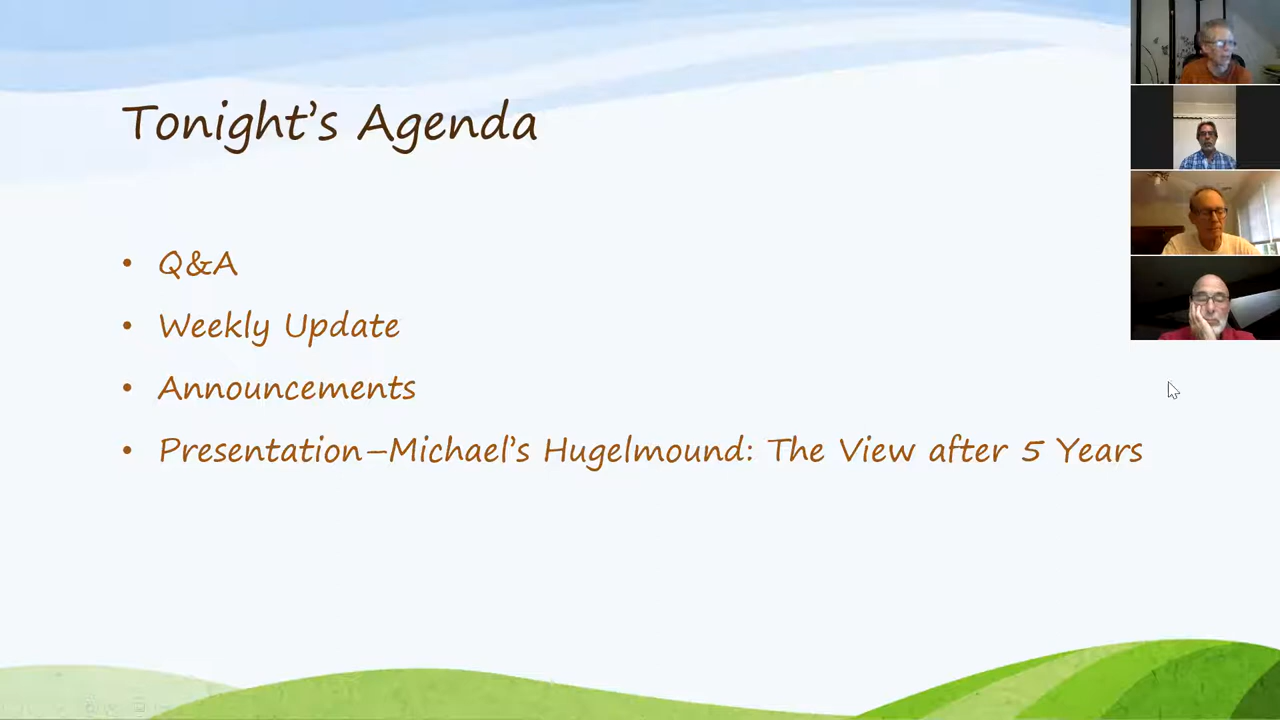 Tonight's Agenda
• Q&A
• Weekly Update
• Announcements
• Presentation–Michael's Hugelmound: The View after 5 Years